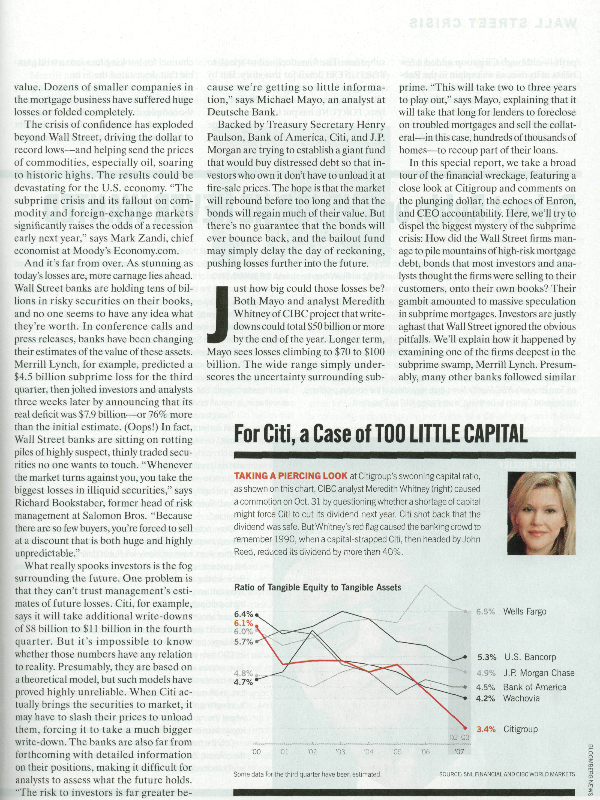 WALL STREET CRISIS
value. Dozens of smaller companies in
the mortgage business have suffered huge
losses or folded completely.
The crisis of confidence has exploded
beyond Wall Street, driving the dollar to
record lows—and helping send the prices
of commodities, especially oil, soaring
to historic highs. The results could be
devastating for the U.S. economy. “The
subprime crisis and its fallout on com-
modity and foreign-exchange markets
significantly raises the odds of a recession
early next year,” says Mark Zandi, chief
economist at Moody’s Economy.com.
And it’s far from over. As stunning as
today’s losses are, more carnage lies ahead.
Wall Street banks are holding tens of bil-
lions in risky securities on their books,
and no one seems to have any idea what
they’re worth. In conference calls and
press releases, banks have been changing
their estimates of the value of these assets.
Merrill Lynch, for example, predicted a
$4.5 billion subprime loss for the third
quarter, then jolted investors and analysts
three weeks later by announcing that its
real deficit was $7.9 billion—or 76% more
than the initial estimate. (Oops!) In fact,
Wall Street banks are sitting on rotting
piles of highly suspect, thinly traded secu-
rities no one wants to touch. “Whenever
the market turns against you, you take the
biggest losses in illiquid securities,” says
Richard Bookstaber, former head of risk
management at Salomon Bros. “Because
there are so few buyers, you’re forced to sell
at a discount that is both huge and highly
unpredictable.”
What really spooks investors is the fog
surrounding the future. One problem is
that they can’t trust management’s esti-
mates of future losses. Citi, for example,
says it will take additional write-downs
of $8 billion to $11 billion in the fourth
quarter. But it’s impossible to know
whether those numbers have any relation
to reality. Presumably, they are based on
a theoretical model, but such models have
proved highly unreliable. When Citi ac-
tually brings the securities to market, it
may have to slash their prices to unload
them, forcing it to take a much bigger
write-down. The banks are also far from
forthcoming with detailed information
on their positions, making it difficult for
analysts to assess what the future holds.
“The risk to investors is far greater be-
cause we’re getting so little informa-
tion,” says Michael Mayo, an analyst at
Deutsche Bank.
Backed by Treasury Secretary Henry
Paulson, Bank of America, Citi, and J.P.
Morgan are trying to establish a giant fund
that would buy distressed debt so that in-
vestors who own it don’t have to unload it at
fire-sale prices. The hope is that the market
will rebound before too long and that the
bonds will regain much of their value. But
there’s no guarantee that the bonds will
ever bounce back, and the bailout fund
may simply delay the day of reckoning,
pushing losses further into the future.
Just how big could those losses be?
Both Mayo and analyst Meredith
Whitney of CIBC project that write-
downs could total $50 billion or more
by the end of the year. Longer term,
Mayo sees losses climbing to $70 to $100
billion. The wide range simply under-
scores the uncertainty surrounding sub-
prime. “This will take two to three years
to play out,” says Mayo, explaining that it
will take that long for lenders to foreclose
on troubled mortgages and sell the collat-
eral—in this case, hundreds of thousands of
homes—to recoup part of their loans.
In this special report, we take a broad
tour of the financial wreckage, featuring a
close look at Citigroup and comments on
the plunging dollar, the echoes of Enron,
and CEO accountability. Here, we’ll try to
dispel the biggest mystery of the subprime
crisis: How did the Wall Street firms man-
age to pile mountains of high-risk mortgage
debt, bonds that most investors and ana-
lysts thought the firms were selling to their
customers, onto their own books? Their
gambit amounted to massive speculation
in subprime mortgages. Investors are justly
aghast that Wall Street ignored the obvious
pitfalls. We’ll explain how it happened by
examining one of the firms deepest in the
subprime swamp, Merrill Lynch. Presum-
ably, many other banks followed similar
For Citi, a Case of TOO LITTLE CAPITAL
TAKING A PIERCING LOOK at Citigroup’s swooning capital ratio,
as shown on this chart, CIBC analyst Meredith Whitney (right) caused
a commotion on Oct. 31 by questioning whether a shortage of capital
might force Citi to cut its dividend next year. Citi shot back that the
dividend was safe. But Whitney’s red flag caused the banking crowd to
remember 1990, when a capital-strapped Citi, then headed by John
Reed, reduced its dividend by more than 40%.
Ratio of Tangible Equity to Tangible Assets
6.4%
6.1%
6.0%
5.7%
4.8%
4.7%
6.5% Wells Fargo
5.3% U.S. Bancorp
4.9% J.P. Morgan Chase
4.5% Bank of America
4.2% Wachovia
3.4% Citigroup
Q2 Q3
'00 '01 '02 '03 '04 '05 '06 '07
Some data for the third quarter have been estimated
SOURCE: SNL FINANCIAL AND CIBC WORLD MARKETS
BLOOMBERG NEWS